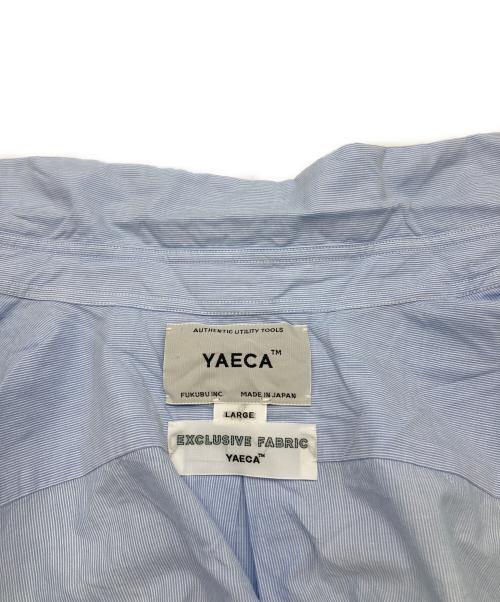 AUTHENTIC UTILITY TOOLS
YAECA™
FUKUBU INC. MADE IN JAPAN
LARGE
EXCLUSIVE FABRIC
YAECA™